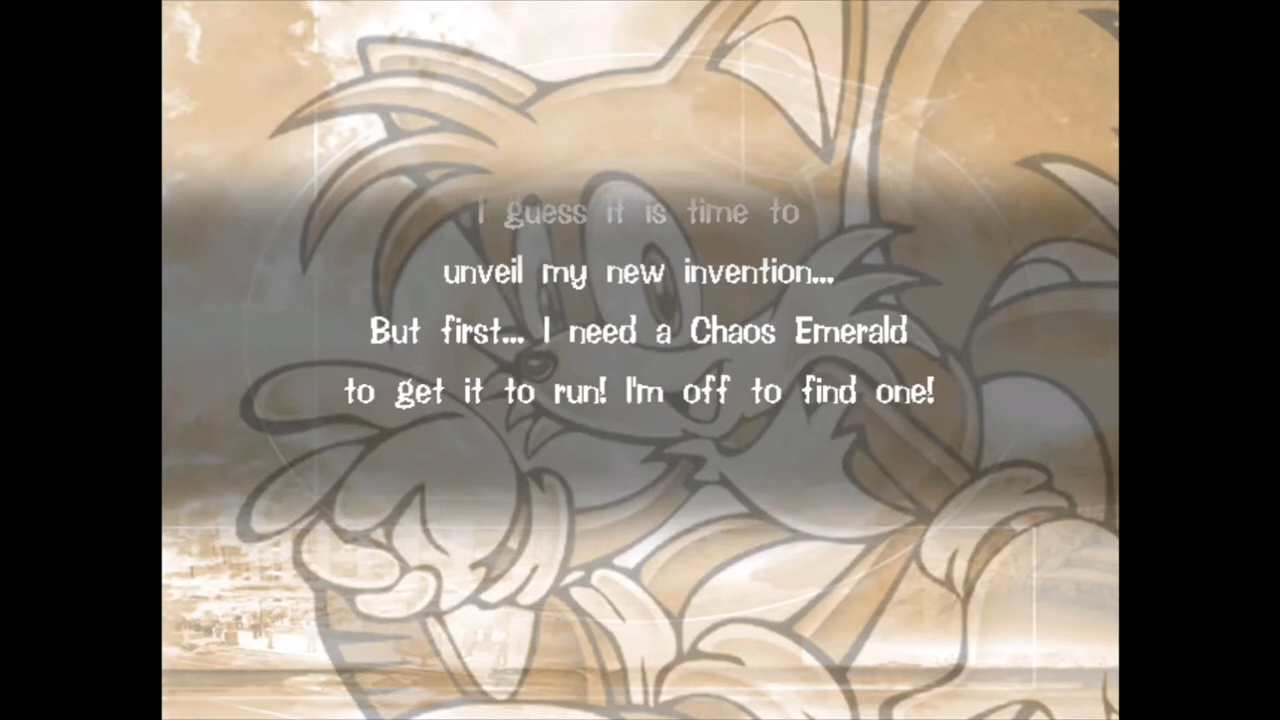 I guess it is time to
unveil my new invention...
But first... I need a Chaos Emerald
to get it to run! I'm off to find one!